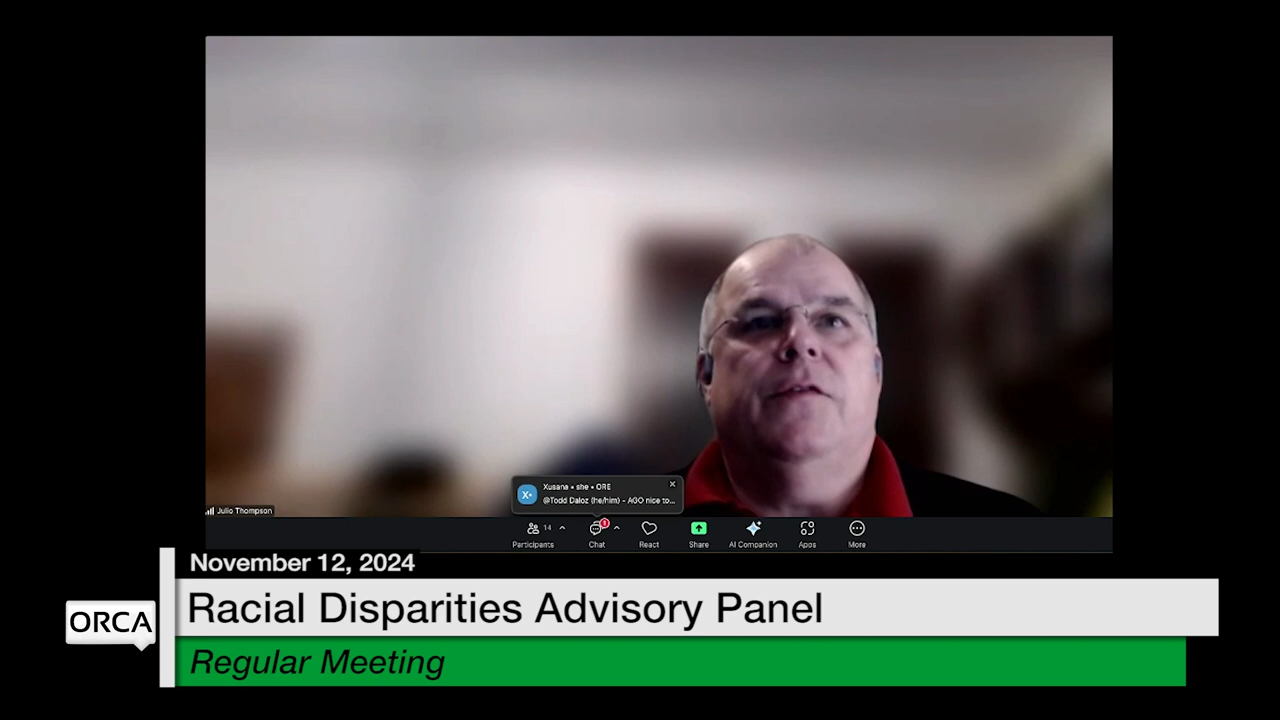 Xusana • she • ORE
@Todd Daloz (he/him) - AGO nice to...
Julio Thompson
14
1
Participants
Chat
React
Share
AI Companion
Apps
More
November 12, 2024
Racial Disparities Advisory Panel
ORCA
Regular Meeting